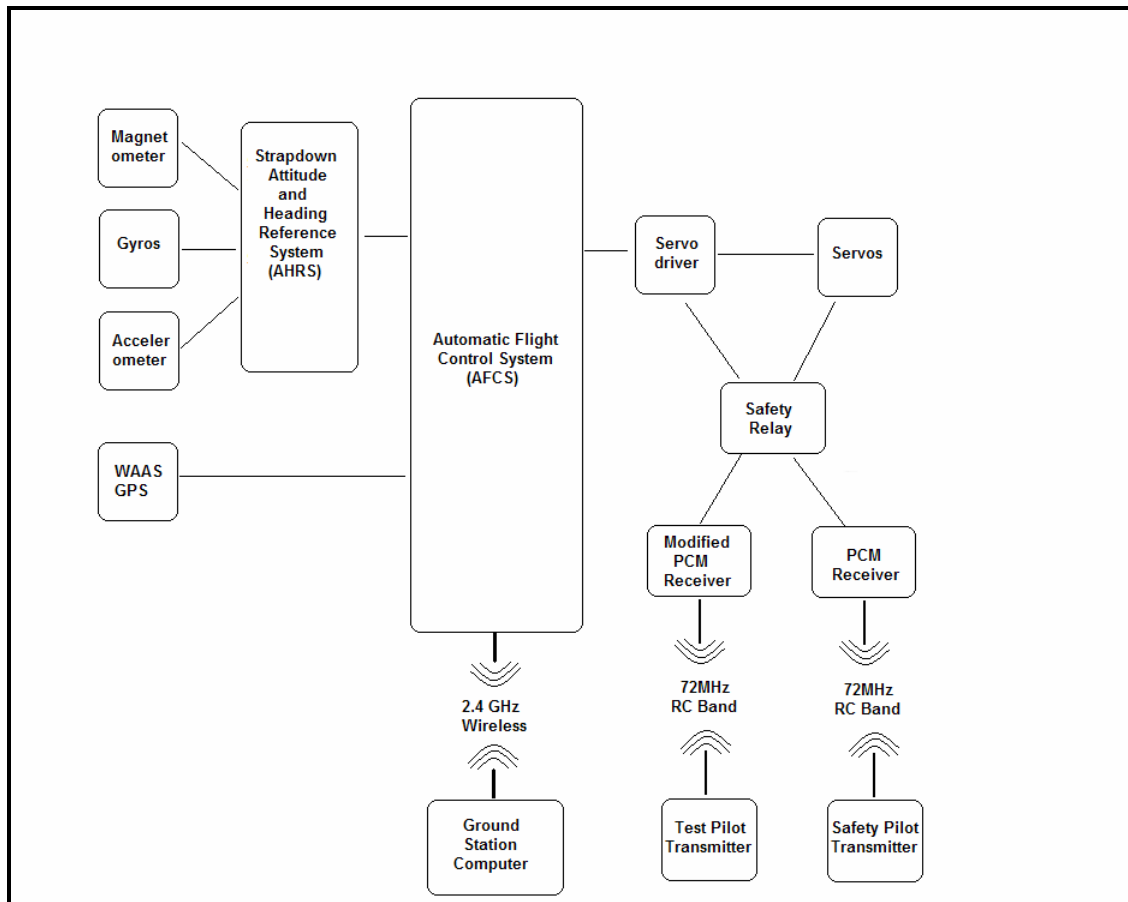 Magnet
ometer
Strapdown
Attitude
and
Heading
Reference
System
(AHRS)
Gyros
Acceler
ometer
WAAS
GPS
Automatic Flight
Control System
(AFCS)
Servo
driver
Servos
Safety
Relay
Modified
PCM
Receiver
PCM
Receiver
2.4 GHz
Wireless
72MHz
RC Band
72MHz
RC Band
Ground
Station
Computer
Test Pilot
Transmitter
Safety Pilot
Transmitter